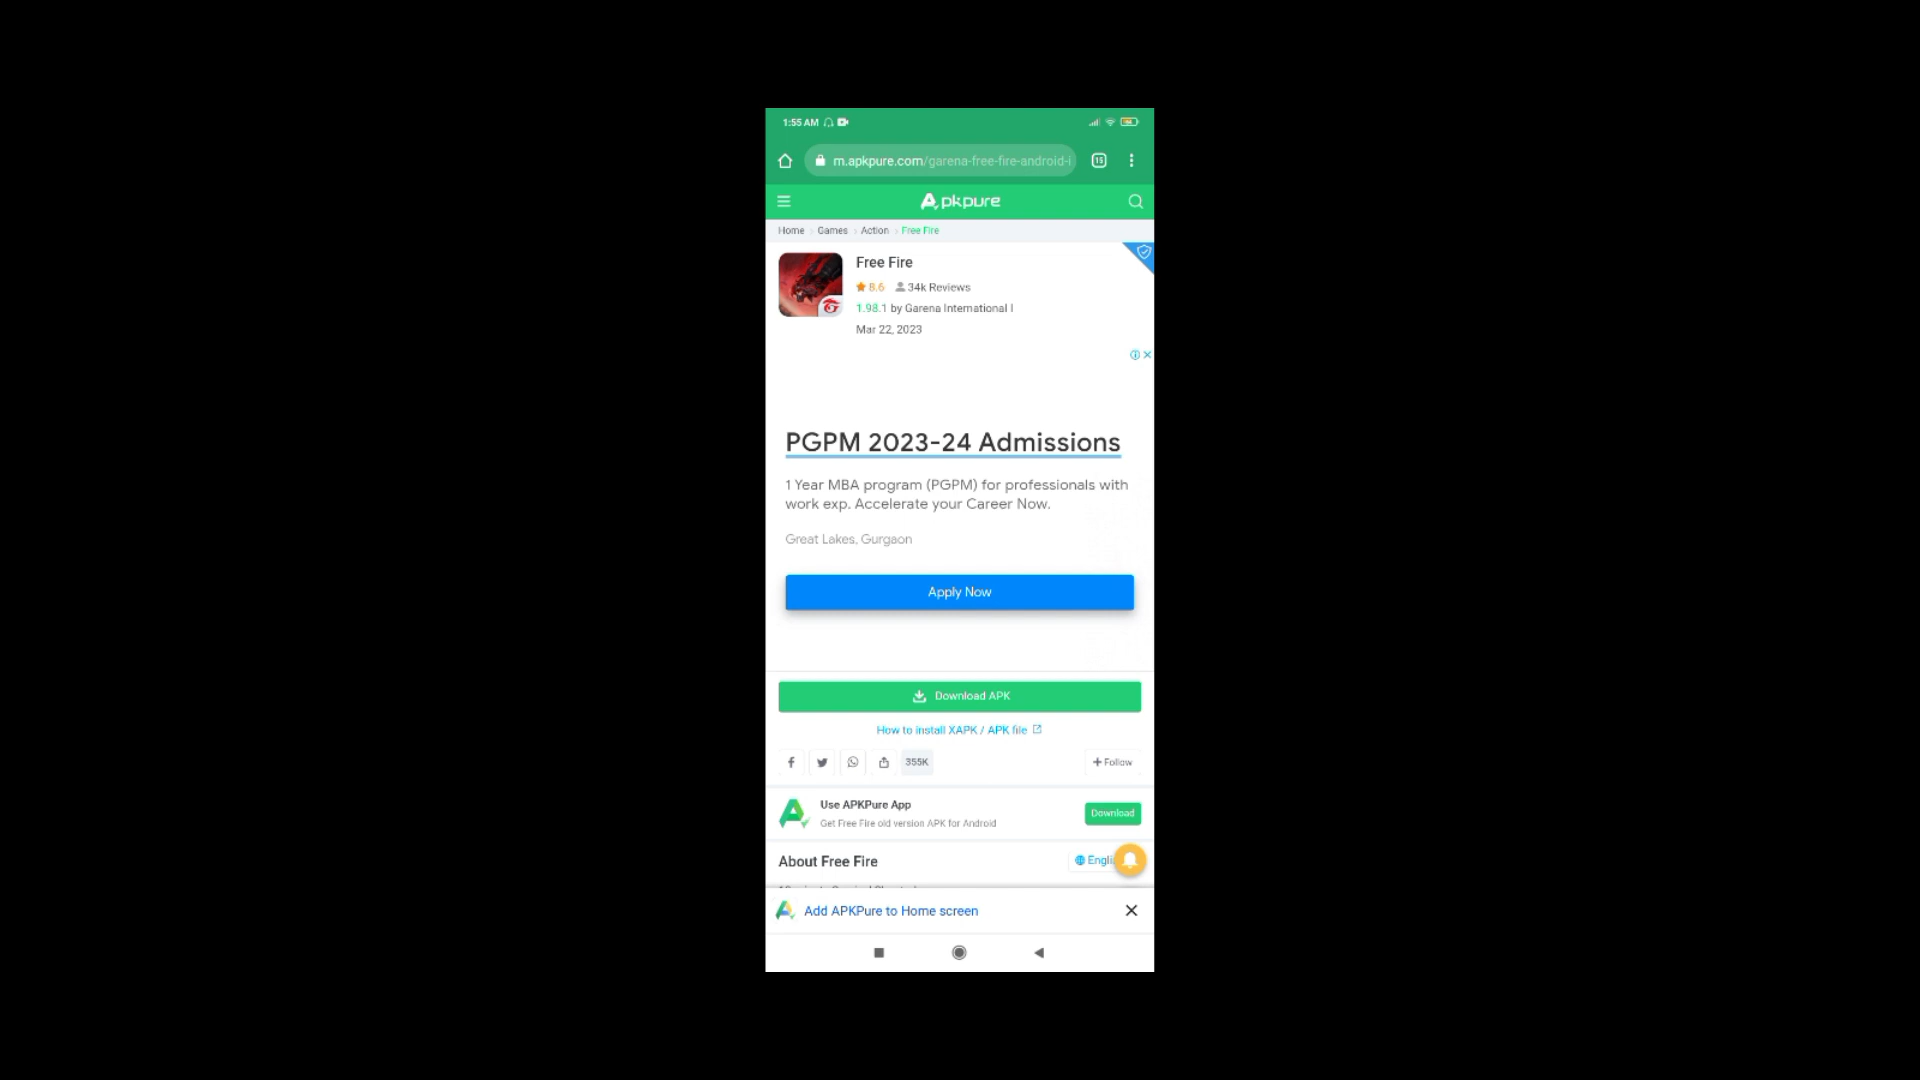 1:55 AM
m.apkpure.com/garena-free-fire-android-i
15
Apkpure
Home Games Action Free Fire
Free Fire
8.6 34k Reviews
1.98.1 by Garena International I
Mar 22, 2023
PGPM 2023-24 Admissions
1 Year MBA program (PGPM) for professionals with
work exp. Accelerate your Career Now.
Great Lakes, Gurgaon
Apply Now
Download APK
How to install XAPK / APK file
355K
+ Follow
Use APKPure App
Get Free Fire old version APK for Android
Download
About Free Fire
Engli
Add APKPure to Home screen